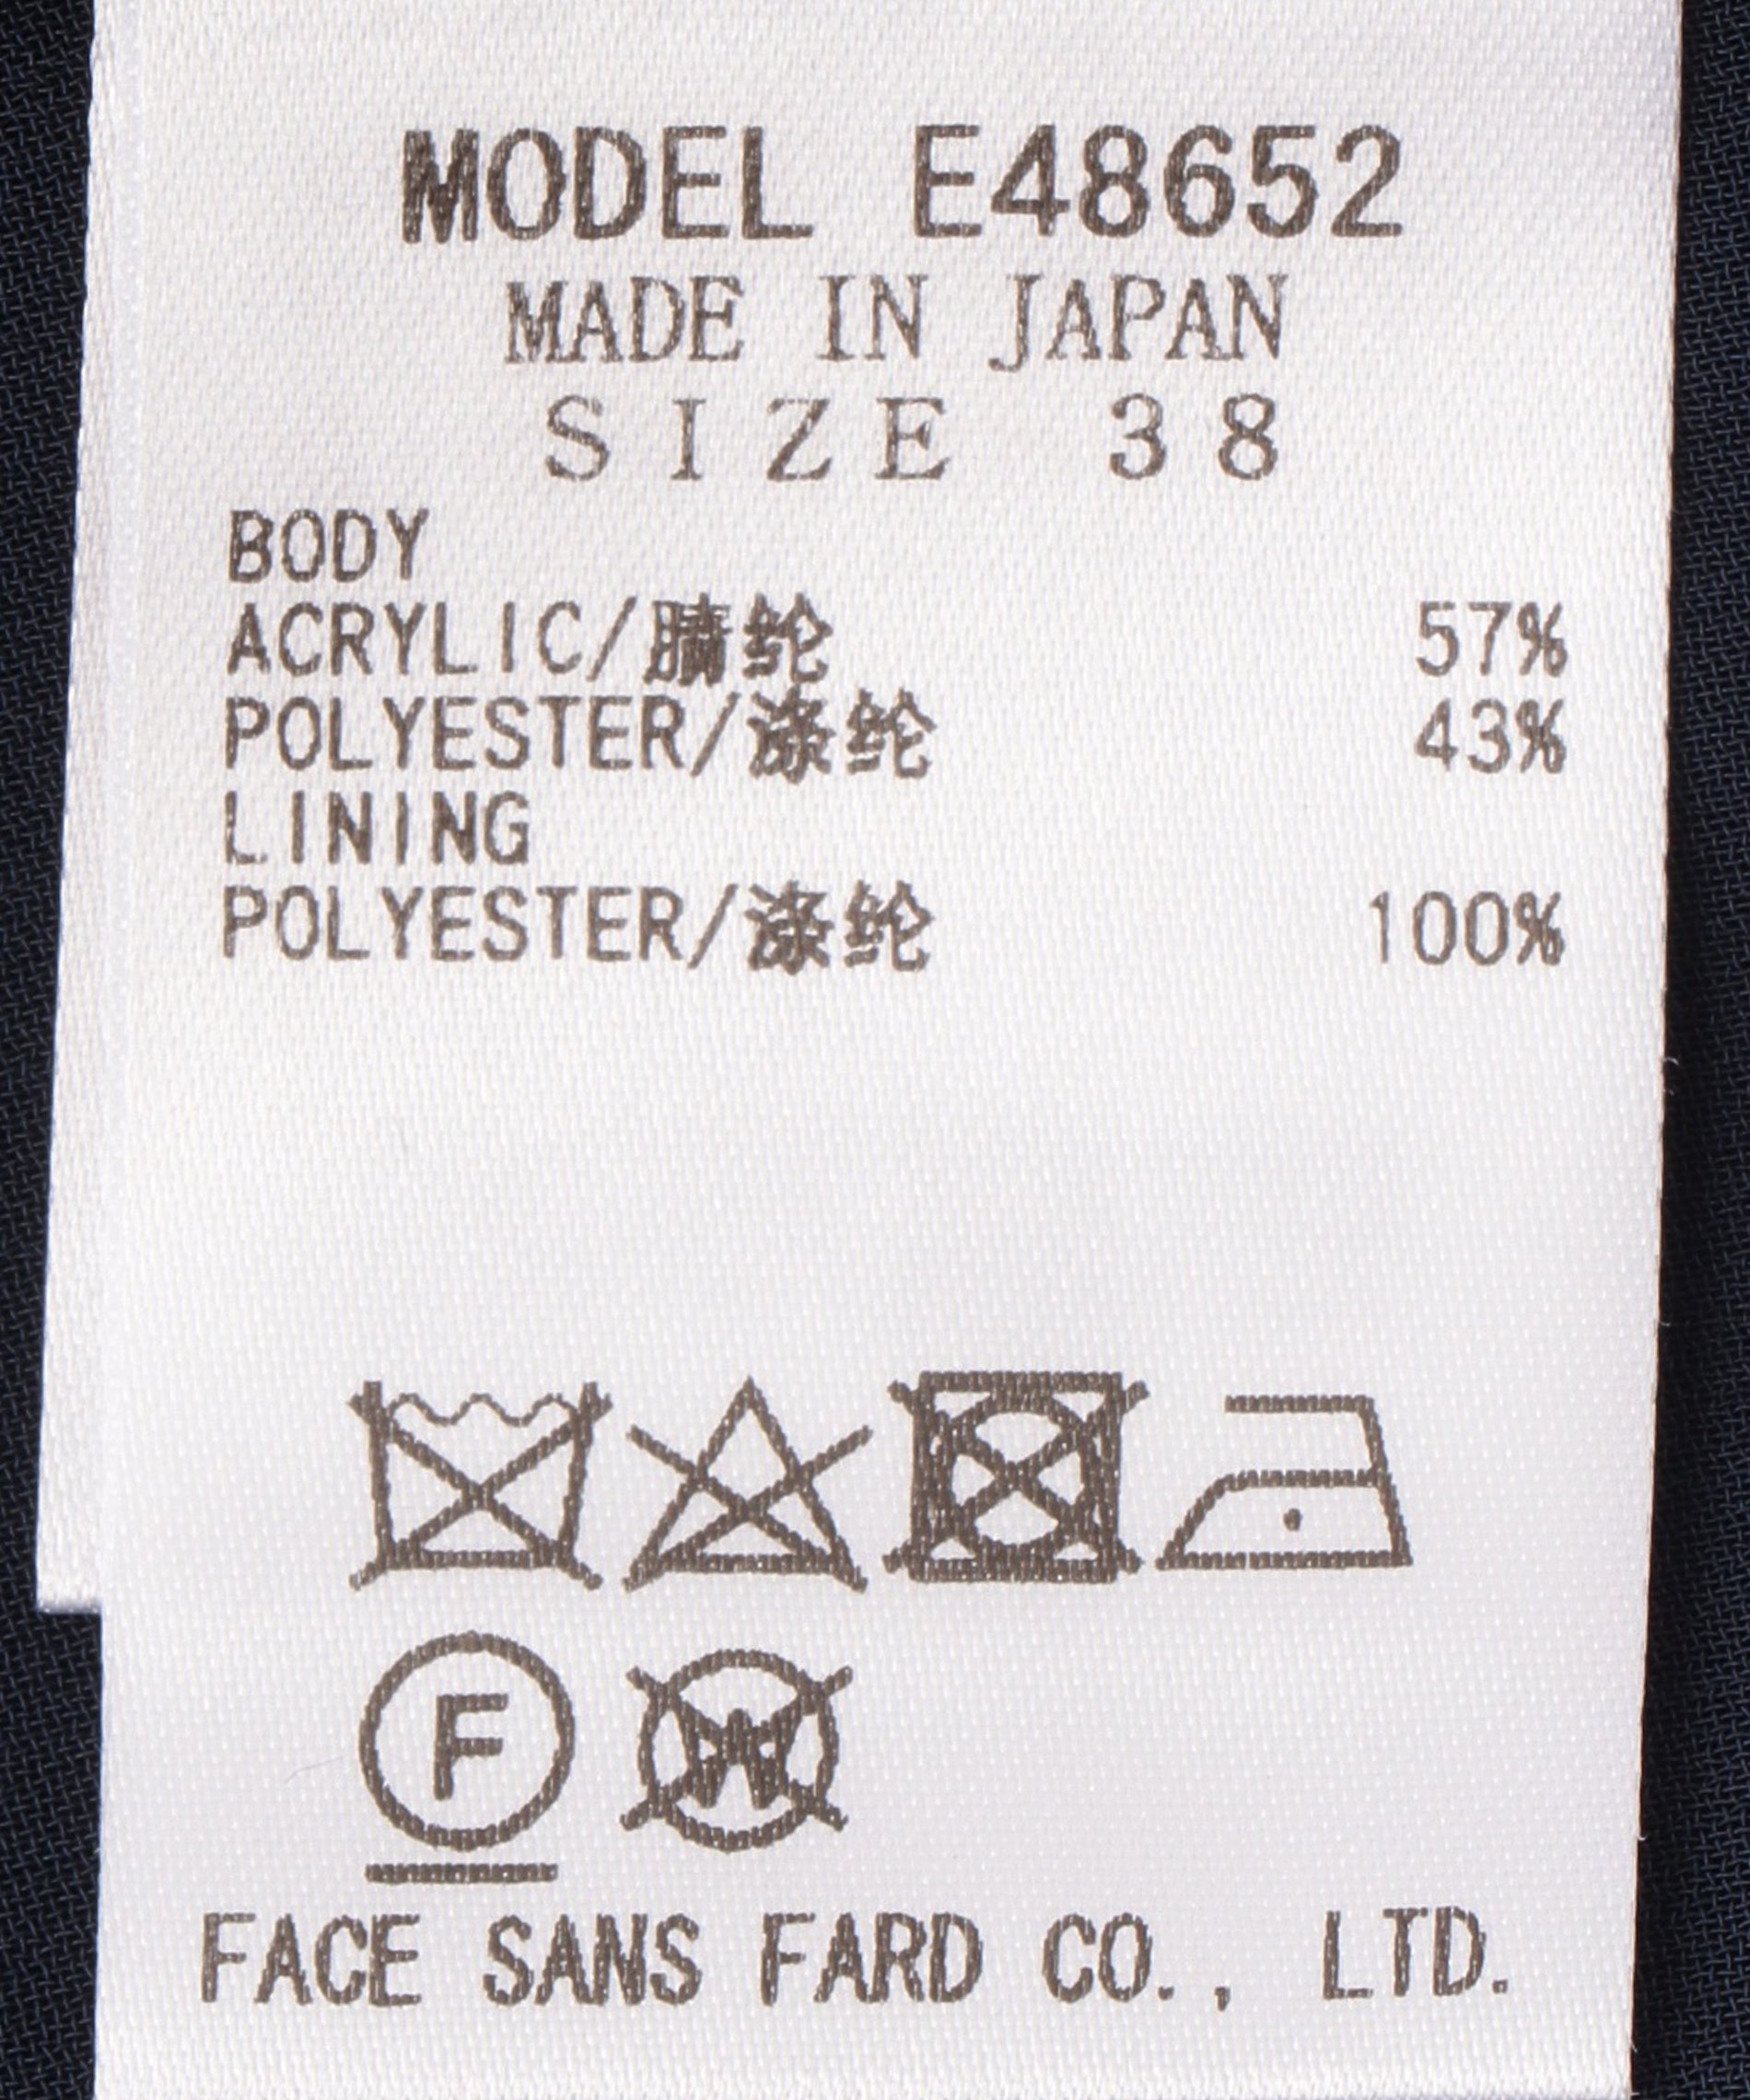 MODEL E48652
MADE IN JAPAN
SIZE 38
BODY
ACRYLIC/腈纶 57%
POLYESTER/涤纶 43%
LINING
POLYESTER/涤纶 100%
F W
FACE SANS FARD CO., LTD.